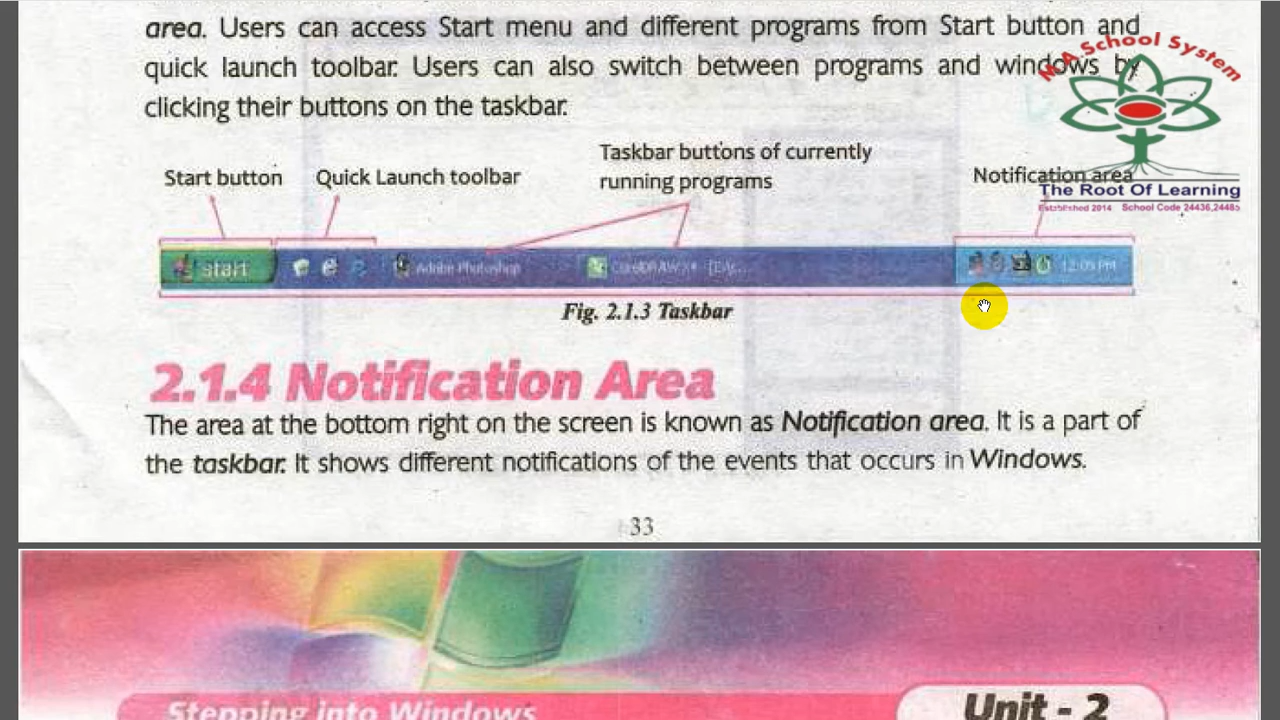 area. Users can access Start menu and different programs from Start button and
quick launch toolbar. Users can also switch between programs and windows by
clicking their buttons on the taskbar.
M.A School System
The Root Of Learning
Established 2014 School Code 24436,24485
Start button
Quick Launch toolbar
Taskbar buttons of currently
running programs
Notification area
start
Adobe Photoshop
12:05 PM
Fig. 2.1.3 Taskbar
2.1.4 Notification Area
The area at the bottom right on the screen is known as Notification area. It is a part of
the taskbar. It shows different notifications of the events that occurs in Windows.
33
Stepping into Windows
Unit - 2